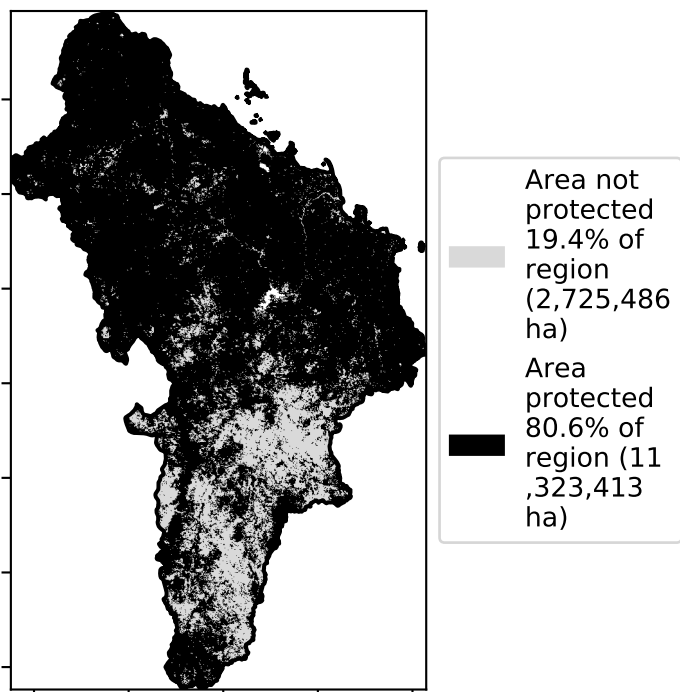 Area not
protected
19.4% of
region
(2,725,486
ha)
Area
protected
80.6% of
region (11
,323,413
ha)